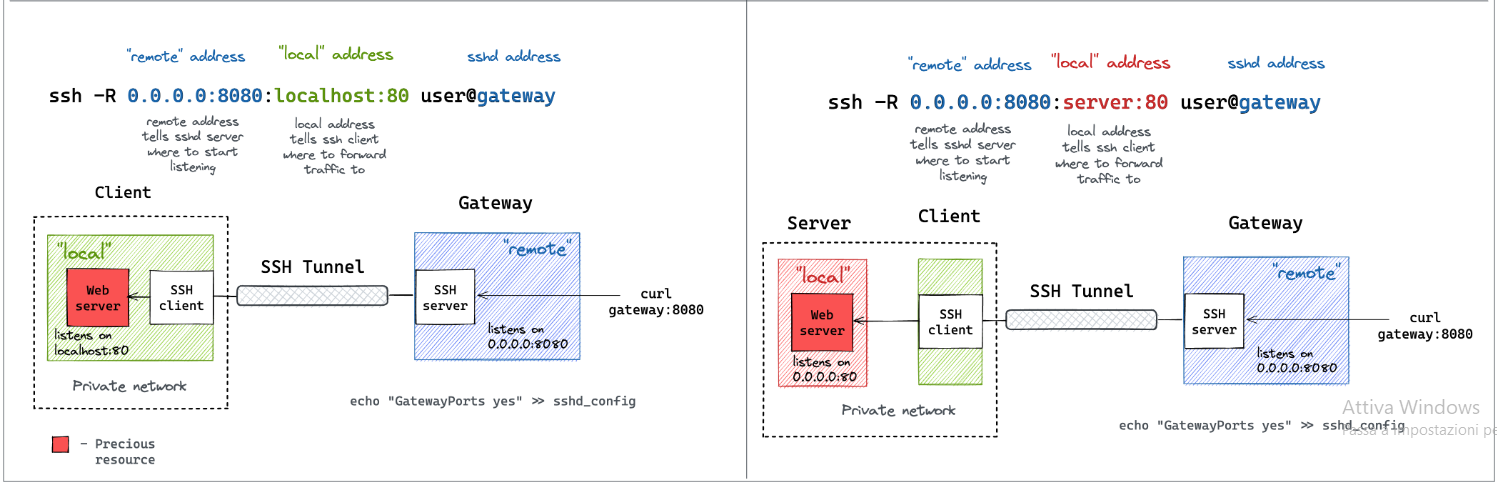 "remote" address "local" address sshd address
ssh -R 0.0.0.0:8080:localhost:80 user@gateway
remote address
tells sshd server
where to start
listening
local address
tells ssh client
where to forward
traffic to
Client
Gateway
"local"
"remote"
Web
server
SSH
client
SSH Tunnel
SSH
server
curl
gateway:8080
listens on
localhost:80
listens on
0.0.0.0:8080
Private network
echo "GatewayPorts yes" >> sshd_config
- Precious
resource
"remote" address "local" address sshd address
ssh -R 0.0.0.0:8080:server:80 user@gateway
remote address
tells sshd server
where to start
listening
local address
tells ssh client
where to forward
traffic to
Server
Client
Gateway
"local"
"remote"
Web
server
SSH
client
SSH Tunnel
SSH
server
curl
gateway:8080
listens on
0.0.0.0:80
listens on
0.0.0.0:8080
Private network
echo "GatewayPorts yes" >> sshd_config
Attiva Windows
Passa a Impostazioni